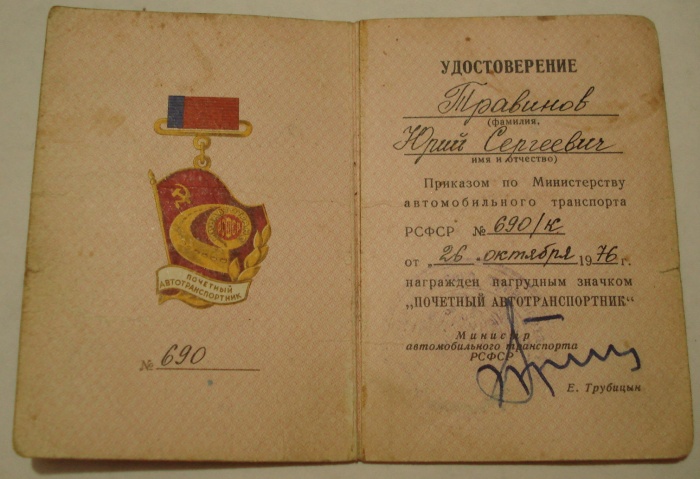 ПОЧЕТНЫЙ
АВТОТРАНСПОРТНИК
№ 690
УДОСТОВЕРЕНИЕ
Травинов
(фамилия,
Юрий Сергеевич
имя и отчество)
Приказом по Министерству
автомобильного транспорта
РСФСР № 690/к
от „26 октября 1976 г.
награжден нагрудным значком
„ПОЧЕТНЫЙ АВТОТРАНСПОРТНИК“
Министр
автомобильного транспорта
РСФСР
Е. Трубицын